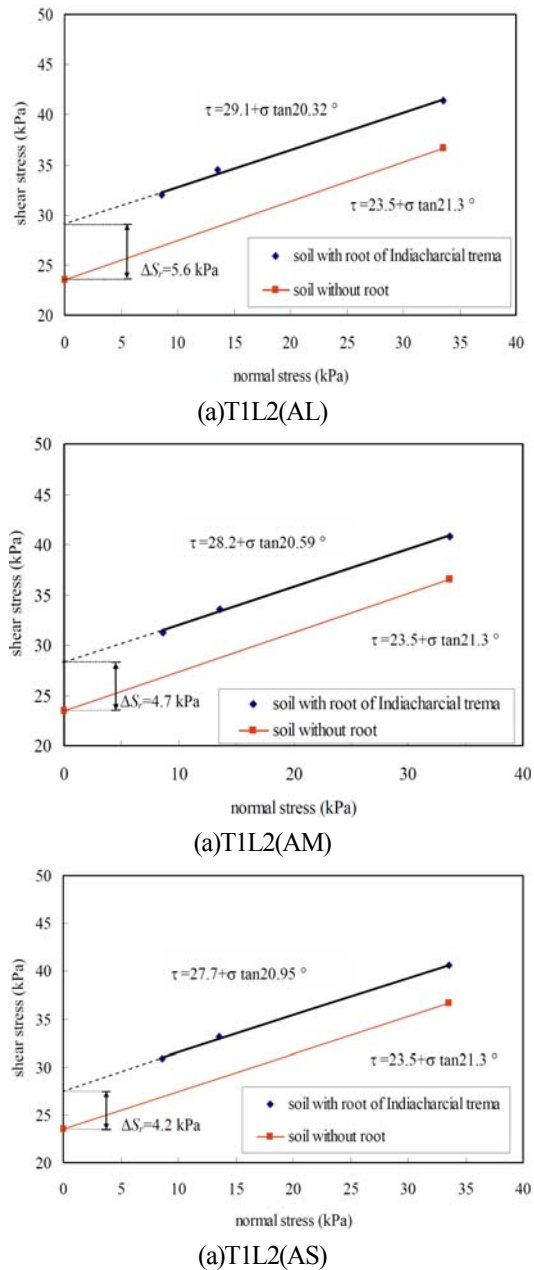 50
45
40
35
30
25
20
shear stress (kPa)
τ =29.1+σ tan20.32 °
τ =23.5+σ tan21.3 °
ΔSr=5.6 kPa
soil with root of Indiacharcial trema
soil without root
0 5 10 15 20 25 30 35 40
normal stress (kPa)
(a)T1L2(AL)
50
45
40
35
30
25
20
shear stress (kPa)
τ =28.2+σ tan20.59 °
τ =23.5+σ tan21.3 °
ΔSr=4.7 kPa
soil with root of Indiacharcial trema
soil without root
0 10 20 30 40
normal stress (kPa)
(a)T1L2(AM)
50
45
40
35
30
25
20
shear stress (kPa)
τ =27.7+σ tan20.95 °
τ =23.5+σ tan21.3 °
ΔSr=4.2 kPa
soil with root of Indiacharcial trema
soil without root
0 5 10 15 20 25 30 35 40
normal stress (kPa)
(a)T1L2(AS)